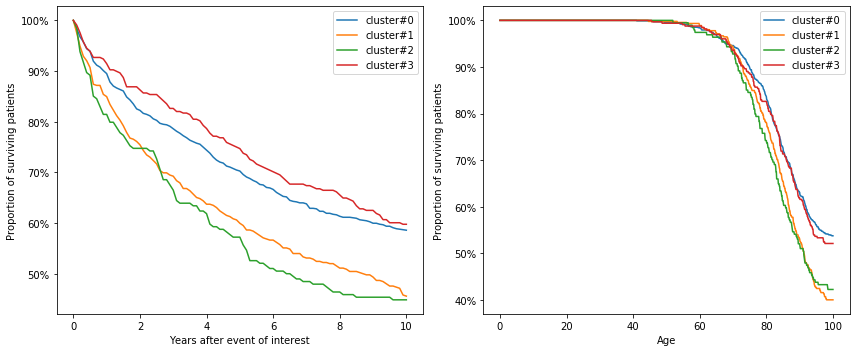 100%
90%
80%
70%
60%
50%
Proportion of surviving patients
0
2
4
6
8
10
Years after event of interest
cluster#0
cluster#1
cluster#2
cluster#3
100%
90%
80%
70%
60%
50%
40%
Proportion of surviving patients
0
20
40
60
80
100
Age
cluster#0
cluster#1
cluster#2
cluster#3